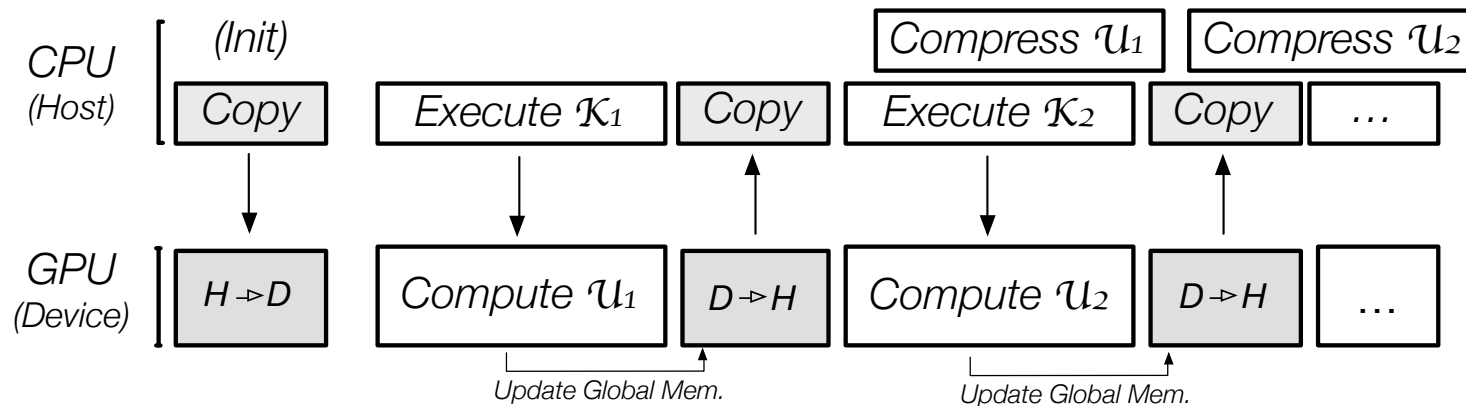 CPU
(Host)
(Init)
Copy
Execute 𝒦1
Copy
Compress 𝒰1
Execute 𝒦2
Compress 𝒰2
Copy
...
GPU
(Device)
H → D
Compute 𝒰1
D → H
Compute 𝒰2
D → H
...
Update Global Mem.
Update Global Mem.